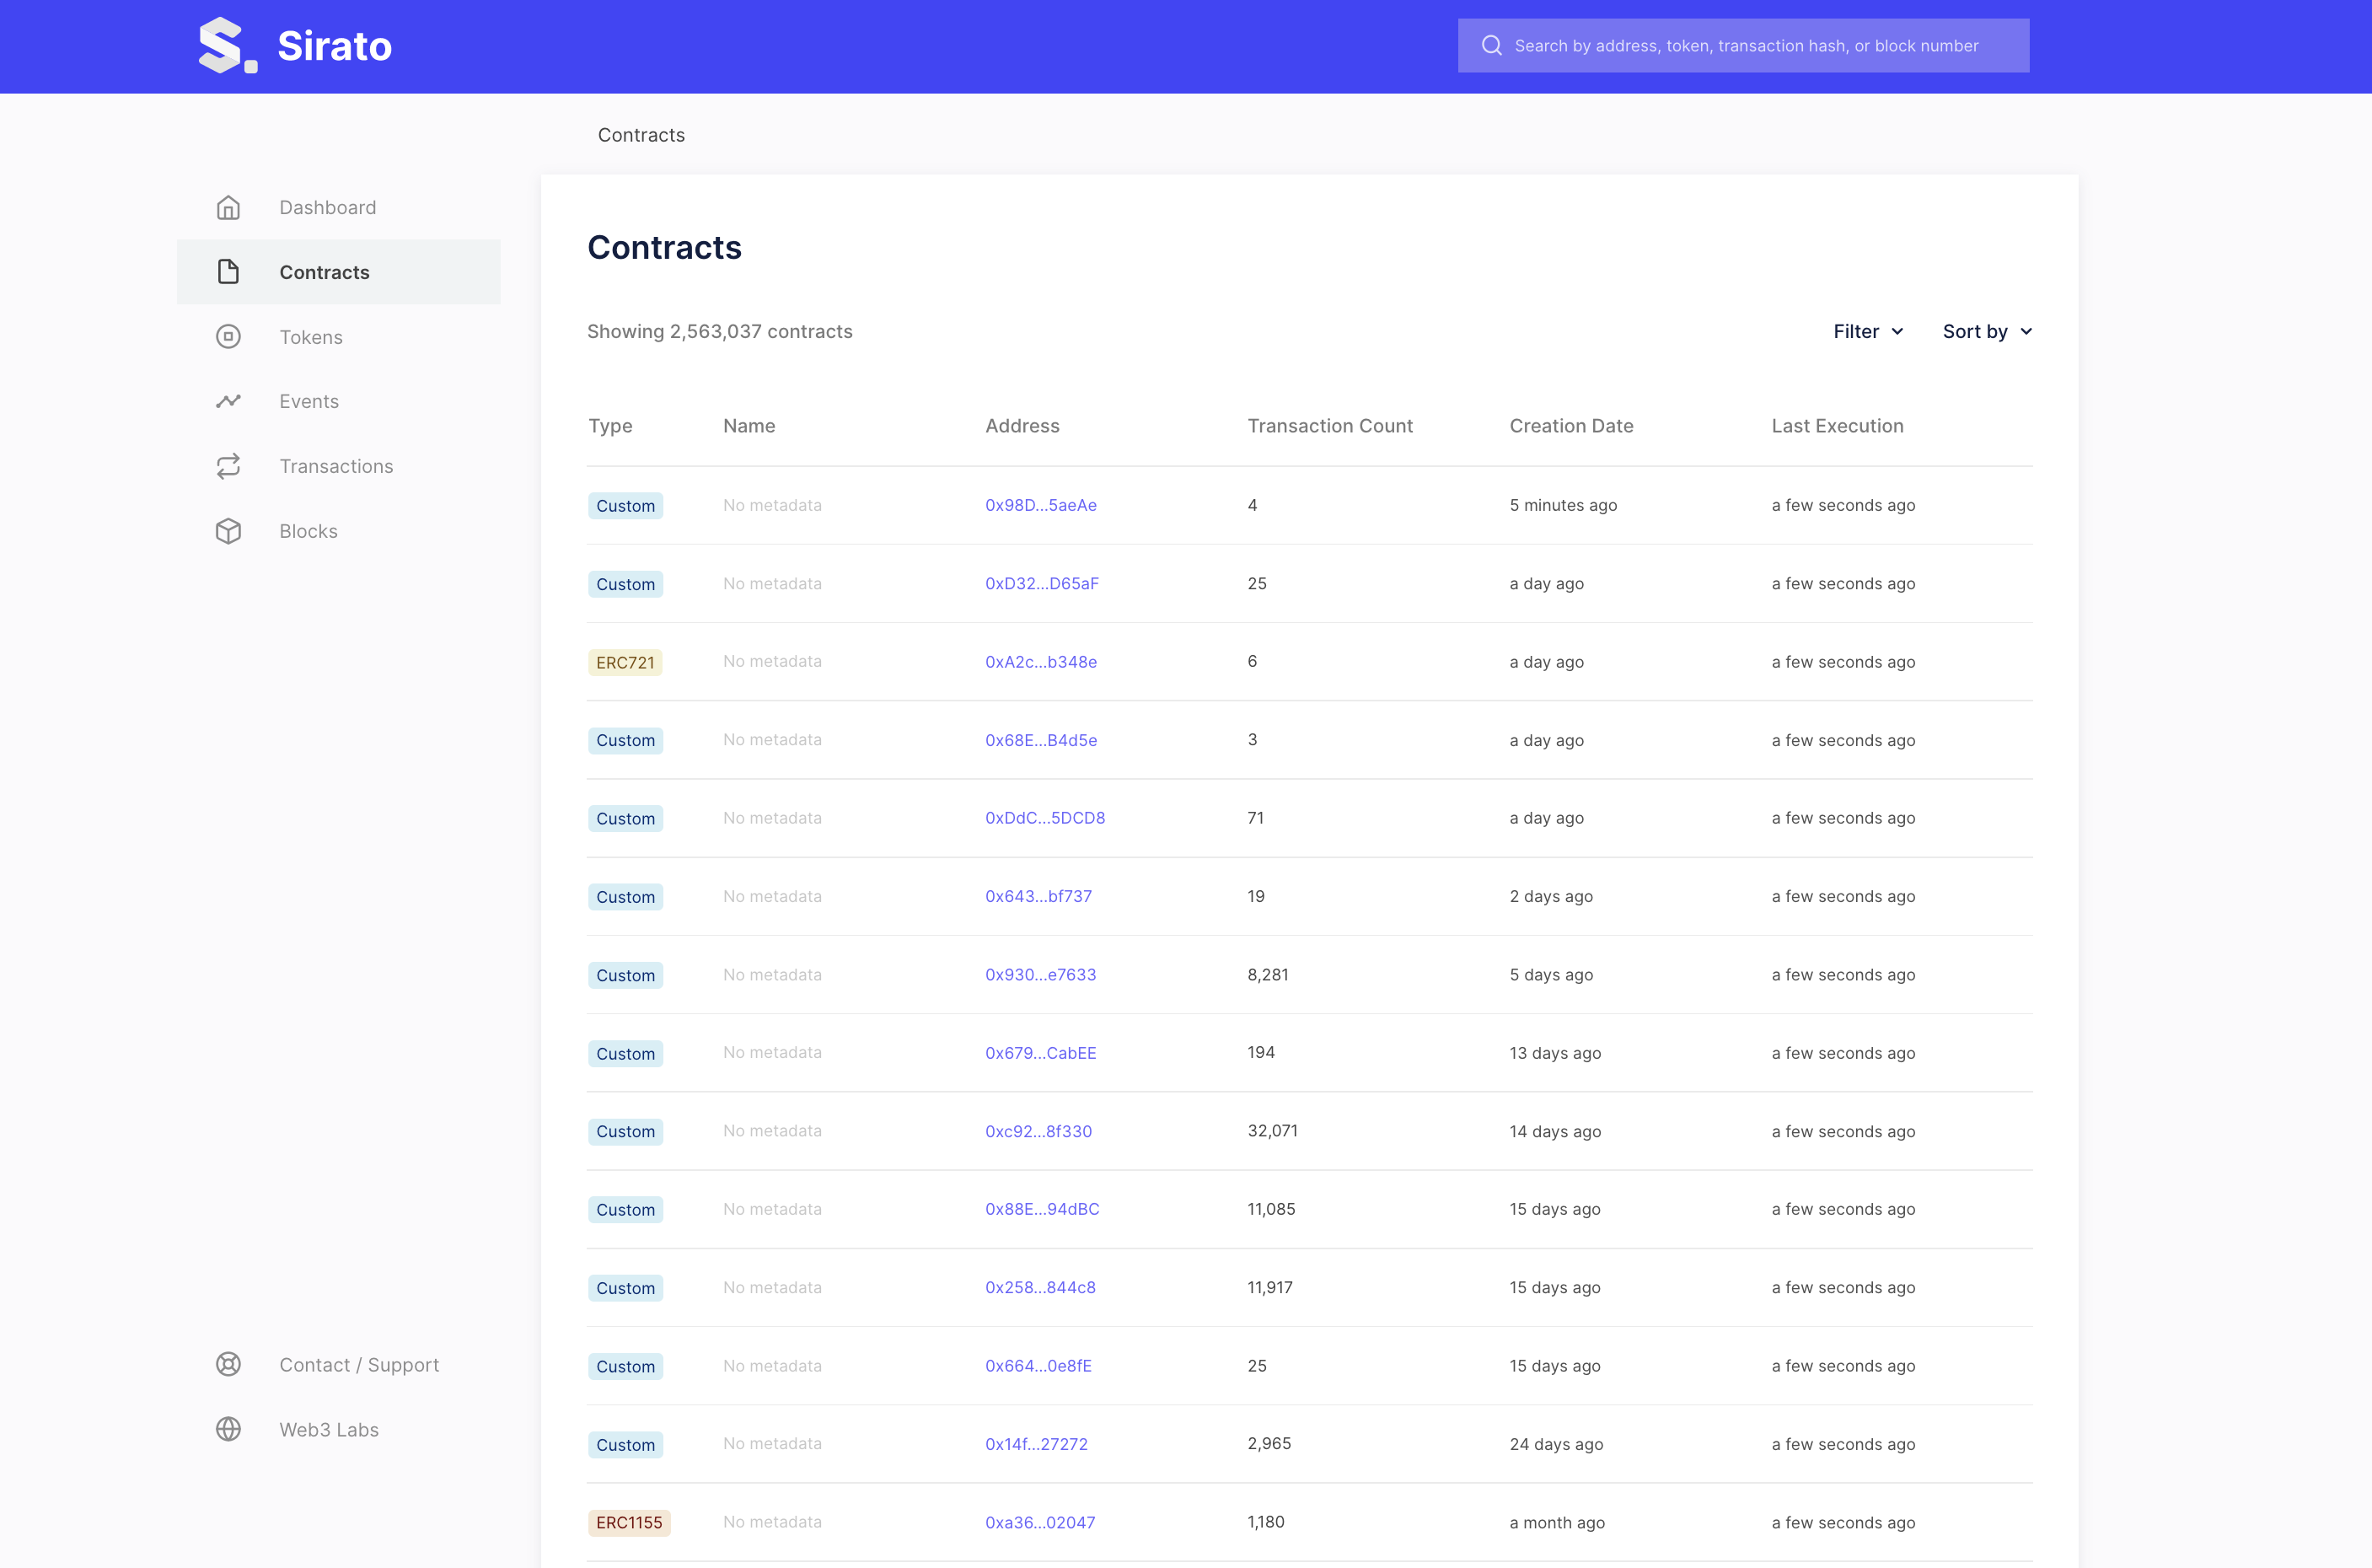 Sirato
Search by address, token, transaction hash, or block number
Contracts
Dashboard
Contracts
Tokens
Events
Transactions
Blocks
Contact / Support
Web3 Labs
Contracts
Showing 2,563,037 contracts
Filter Sort by
Type Name Address Transaction Count Creation Date Last Execution
Custom No metadata 0x98D...5aeAe 4 5 minutes ago a few seconds ago
Custom No metadata 0xD32...D65aF 25 a day ago a few seconds ago
ERC721 No metadata 0xA2c...b348e 6 a day ago a few seconds ago
Custom No metadata 0x68E...B4d5e 3 a day ago a few seconds ago
Custom No metadata 0xDdC...5DCD8 71 a day ago a few seconds ago
Custom No metadata 0x643...bf737 19 2 days ago a few seconds ago
Custom No metadata 0x930...e7633 8,281 5 days ago a few seconds ago
Custom No metadata 0x679...CabEE 194 13 days ago a few seconds ago
Custom No metadata 0xc92...8f330 32,071 14 days ago a few seconds ago
Custom No metadata 0x88E...94dBC 11,085 15 days ago a few seconds ago
Custom No metadata 0x258...844c8 11,917 15 days ago a few seconds ago
Custom No metadata 0x664...0e8fE 25 15 days ago a few seconds ago
Custom No metadata 0x14f...27272 2,965 24 days ago a few seconds ago
ERC1155 No metadata 0xa36...02047 1,180 a month ago a few seconds ago